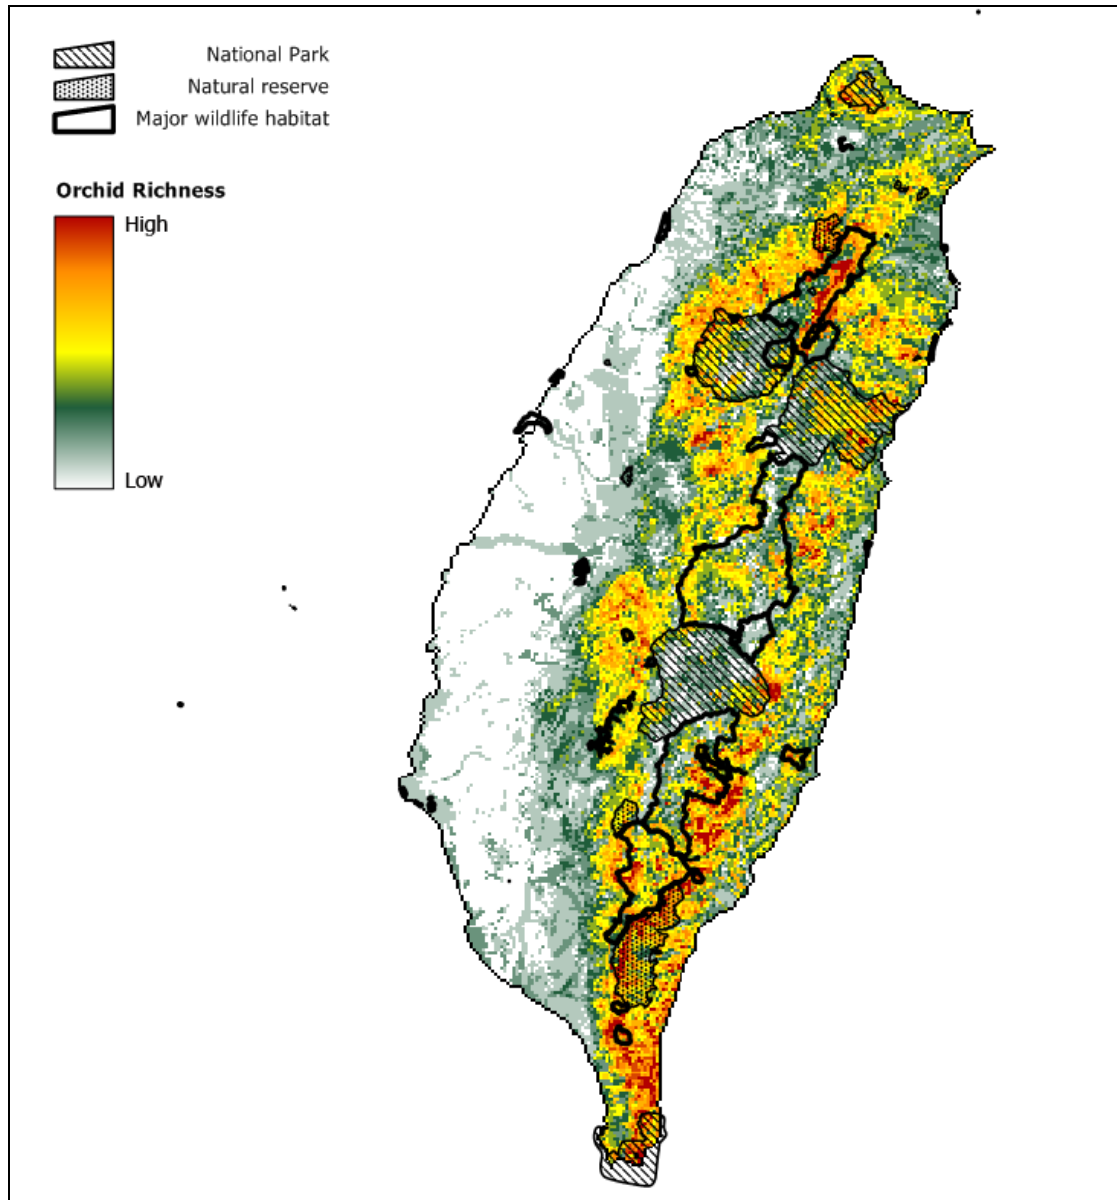 National Park
Natural reserve
Major wildlife habitat
Orchid Richness
High
Low